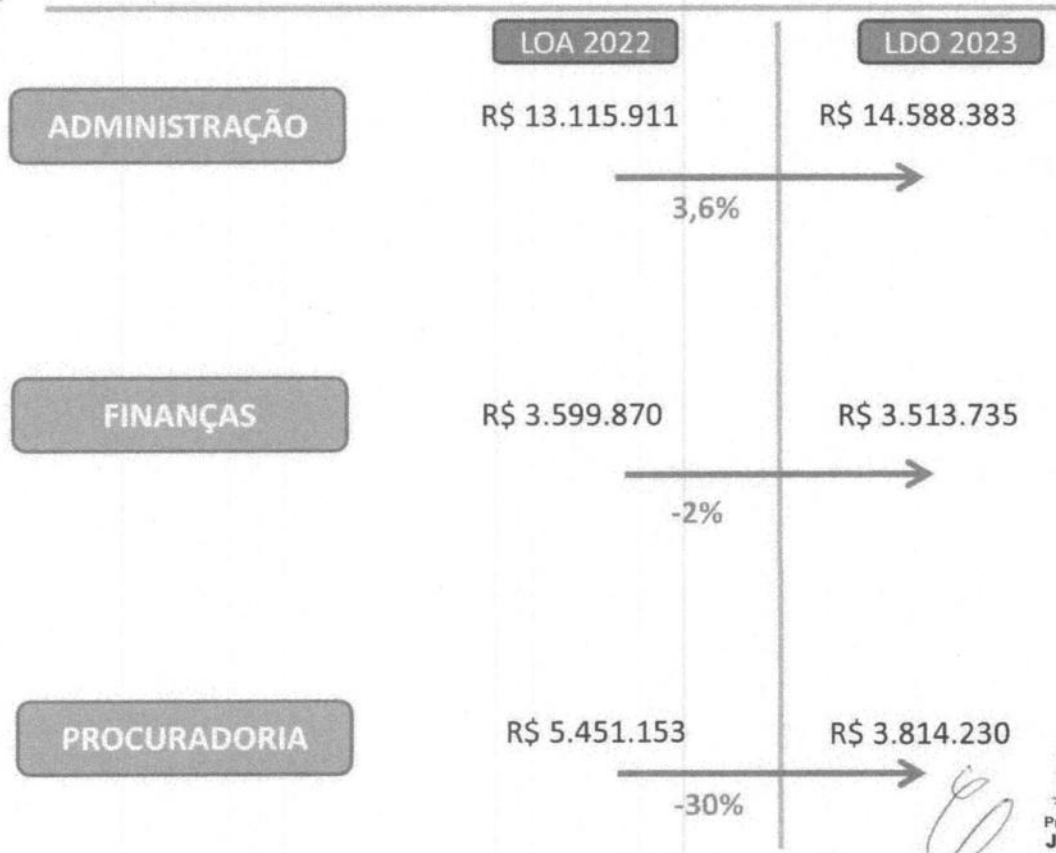 LOA 2022 LDO 2023
ADMINISTRAÇÃO R$ 13.115.911 R$ 14.588.383
3,6%
FINANÇAS R$ 3.599.870 R$ 3.513.735
-2%
PROCURADORIA R$ 5.451.153 R$ 3.814.230
-30%